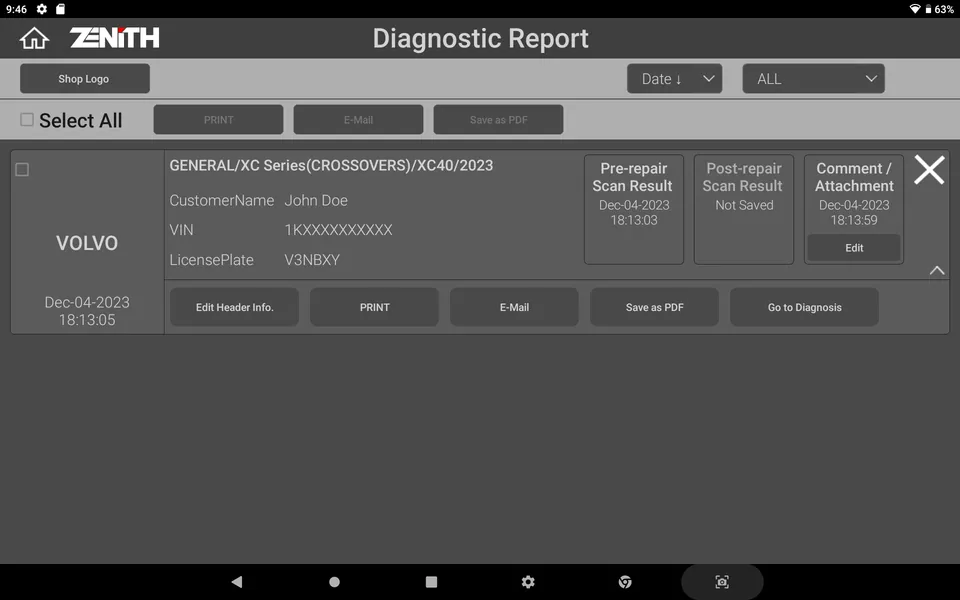 9:46 63%
ZENITH Diagnostic Report
Shop Logo Date ↓ ALL
Select All PRINT E-Mail Save as PDF
VOLVO
Dec-04-2023
18:13:05
GENERAL/XC Series(CROSSOVERS)/XC40/2023
CustomerName John Doe
VIN 1KXXXXXXXXXX
LicensePlate V3NBXY
Pre-repair
Scan Result
Dec-04-2023
18:13:03
Post-repair
Scan Result
Not Saved
Comment /
Attachment
Dec-04-2023
18:13:59
Edit
Edit Header Info. PRINT E-Mail Save as PDF Go to Diagnosis